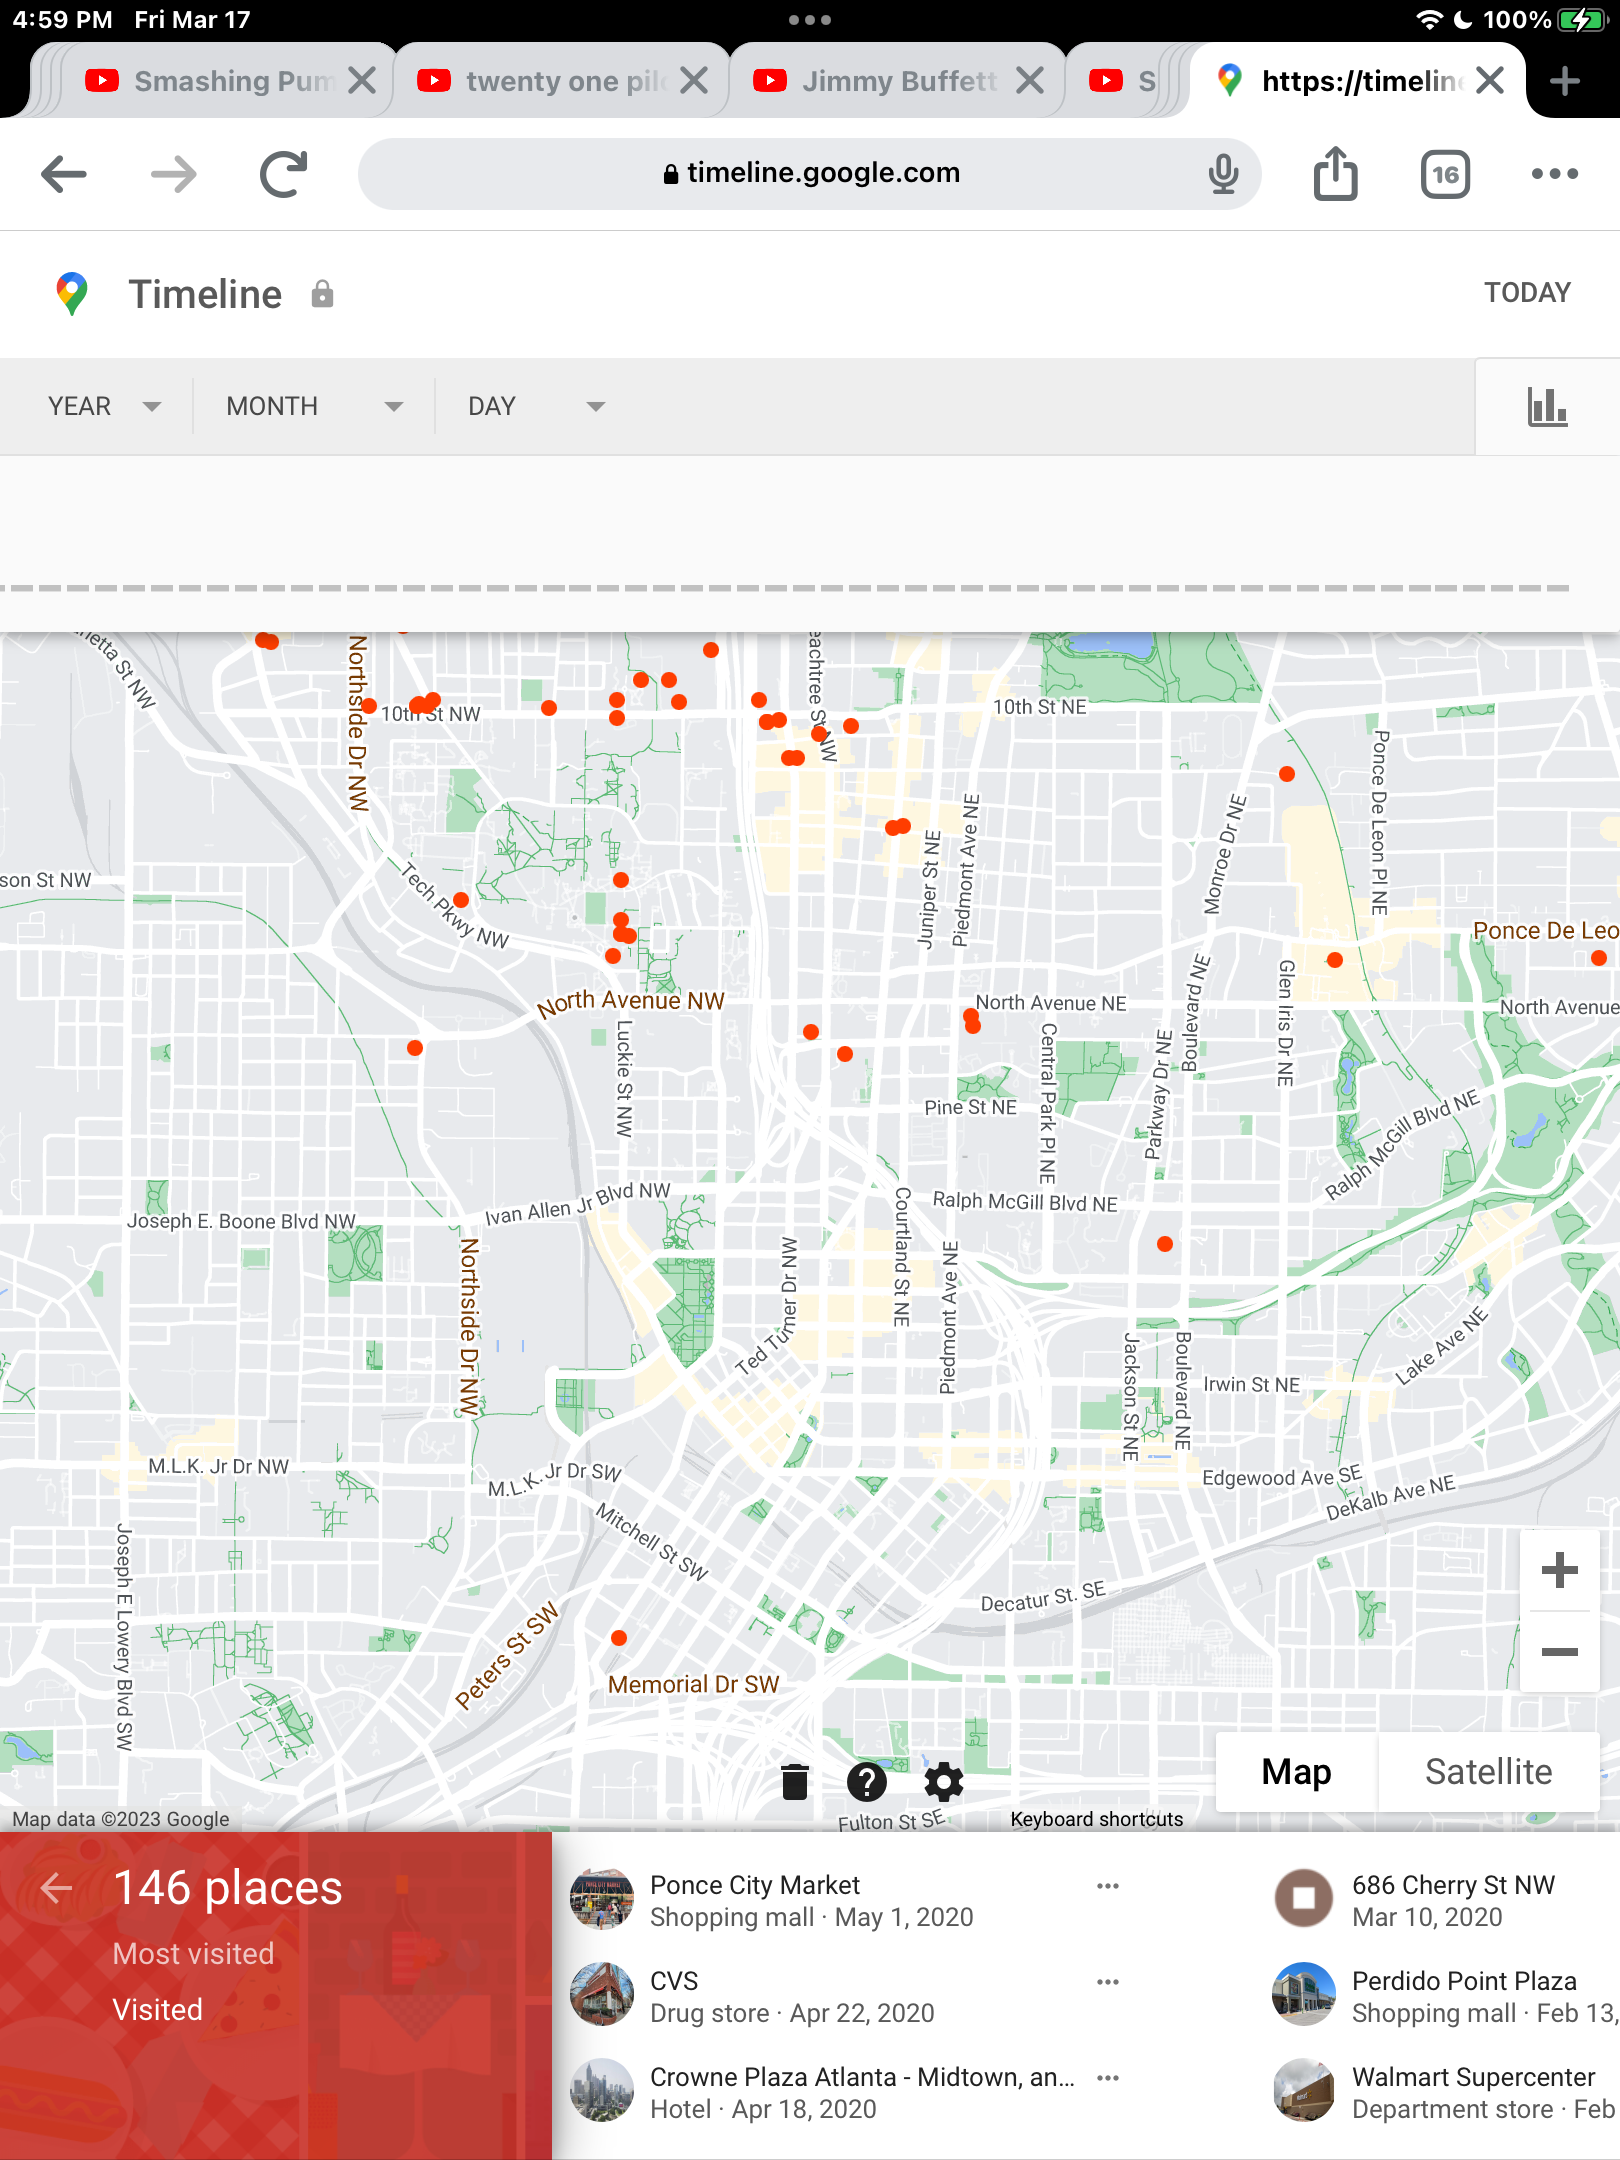 4:59 PM Fri Mar 17
100%
Smashing Pum
twenty one pilo
Jimmy Buffett
S
https://timeline
timeline.google.com
16
Timeline
TODAY
YEAR
MONTH
DAY
Northside Dr NW
10th St NW
10th St NE
Ponce De Leon Pl NE
Monroe Dr NE
Juniper St NE
Piedmont Ave NE
son St NW
Tech Pkwy NW
Ponce De Leo
North Avenue NW
North Avenue NE
North Avenue
Boulevard NE
Glen Iris Dr NE
Luckie St NW
Central Park Pl NE
Parkway Dr NE
Pine St NE
Ralph McGill Blvd NE
Ivan Allen Jr Blvd NW
Ralph McGill Blvd NE
Joseph E. Boone Blvd NW
Courtland St NE
Northside Dr NW
Ted Turner Dr NW
Piedmont Ave NE
Lake Ave NE
Jackson St NE
Boulevard NE
Irwin St NE
M.L.K. Jr Dr NW
M.L.K. Jr Dr SW
Edgewood Ave SE
DeKalb Ave NE
Mitchell St SW
Joseph E Lowery Blvd SW
Decatur St. SE
Peters St SW
Memorial Dr SW
Fulton St SE
Map
Satellite
Map data ©2023 Google
Keyboard shortcuts
146 places
Most visited
Visited
Ponce City Market
Shopping mall · May 1, 2020
CVS
Drug store · Apr 22, 2020
Crowne Plaza Atlanta - Midtown, an...
Hotel · Apr 18, 2020
686 Cherry St NW
Mar 10, 2020
Perdido Point Plaza
Shopping mall · Feb 13,
Walmart Supercenter
Department store · Feb